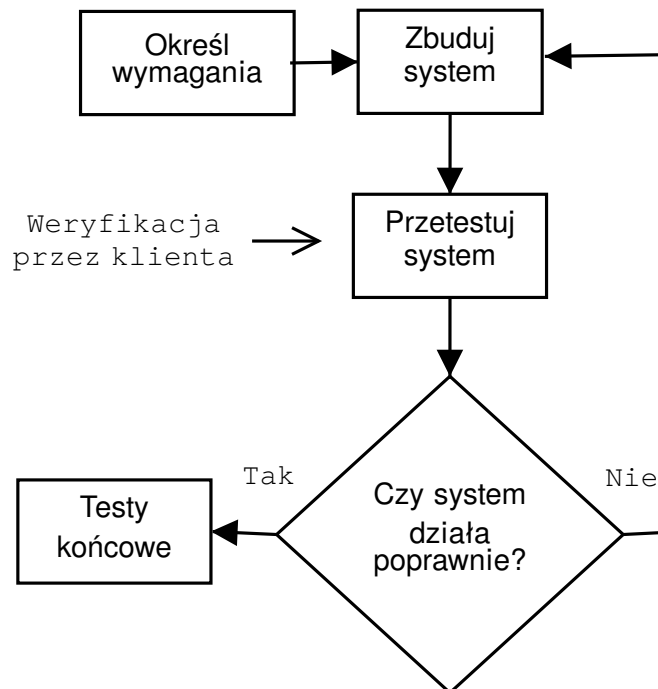 Określ
wymagania
Zbuduj
system
Weryfikacja
przez klienta
Przetestuj
system
Tak
Nie
Czy system
działa
poprawnie?
Testy
końcowe